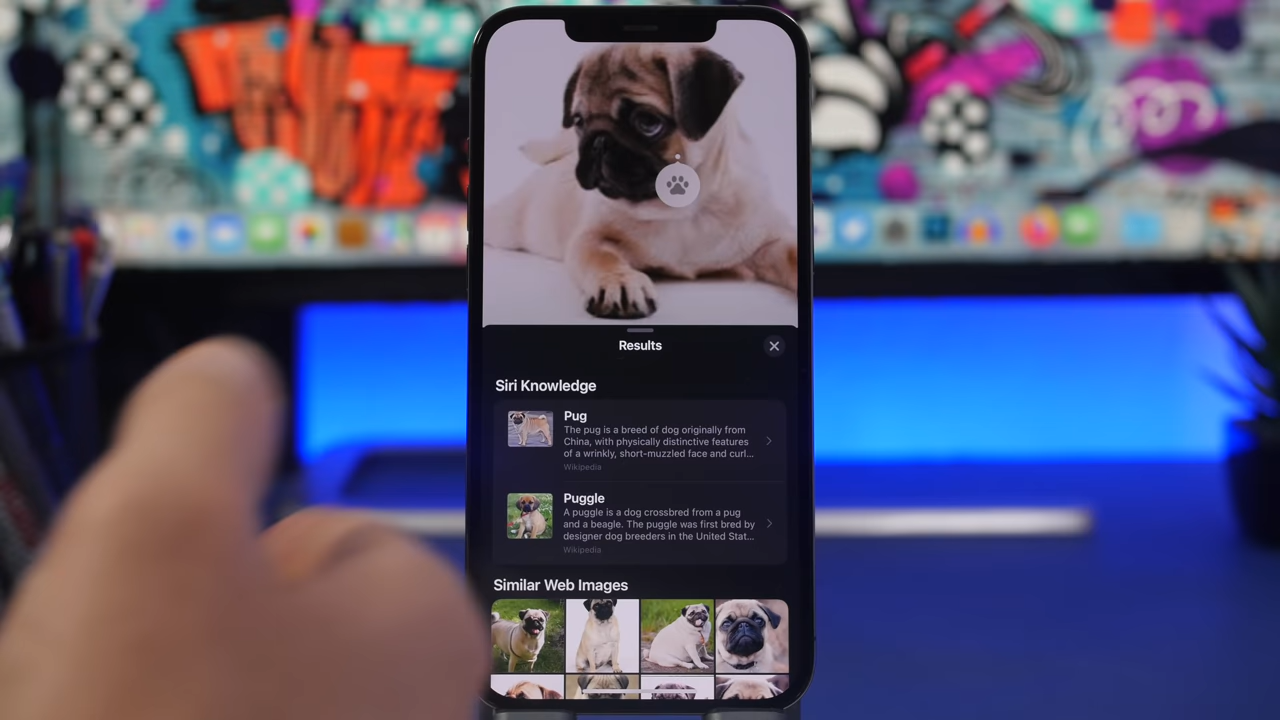 Results
Siri Knowledge
Pug
The pug is a breed of dog originally from
China, with physically distinctive features
of a wrinkly, short-muzzled face and curl...
Wikipedia
Puggle
A puggle is a dog crossbred from a pug
and a beagle. The puggle was first bred by
designer dog breeders in the United Stat...
Wikipedia
Similar Web Images